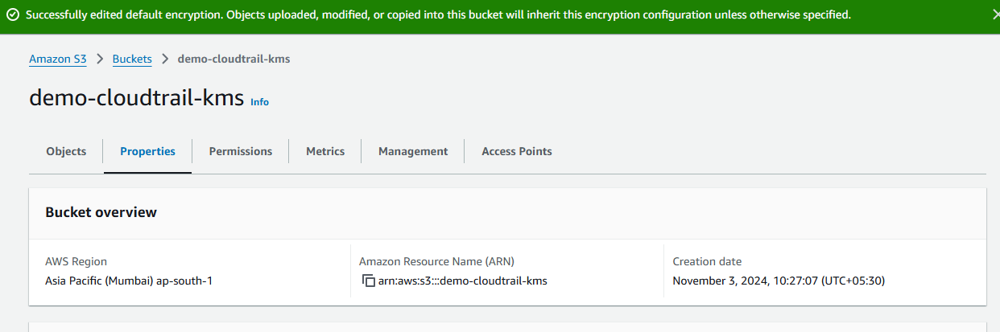 Successfully edited default encryption. Objects uploaded, modified, or copied into this bucket will inherit this encryption configuration unless otherwise specified.
Amazon S3 > Buckets > demo-cloudtrail-kms
demo-cloudtrail-kms Info
Objects Properties Permissions Metrics Management Access Points
Bucket overview
AWS Region Amazon Resource Name (ARN) Creation date
Asia Pacific (Mumbai) ap-south-1 arn:aws:s3:::demo-cloudtrail-kms November 3, 2024, 10:27:07 (UTC+05:30)